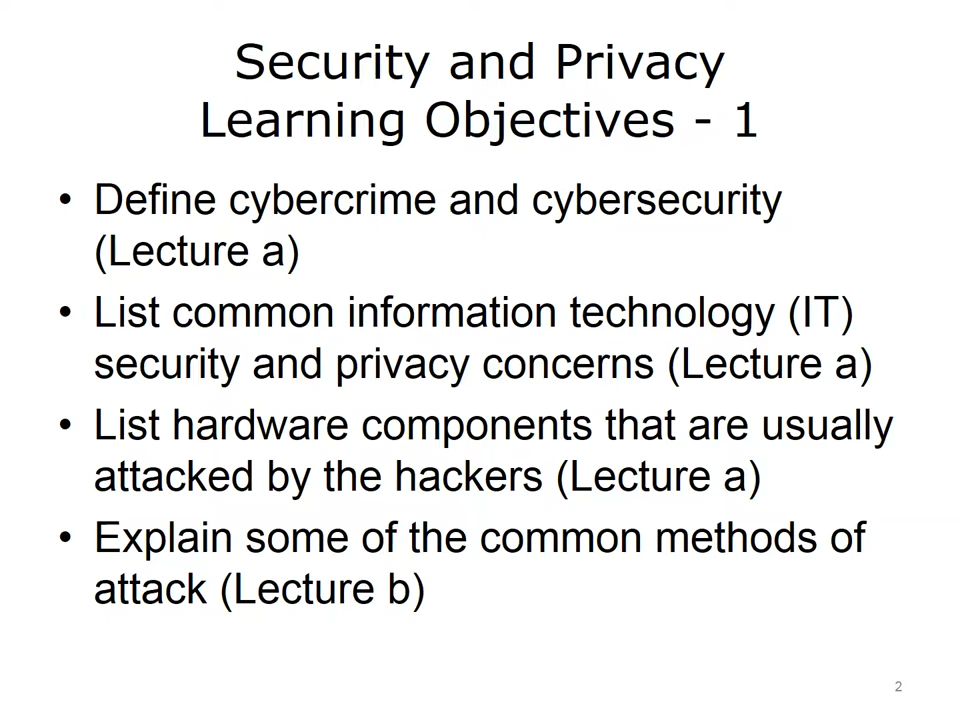 Security and Privacy
Learning Objectives - 1
• Define cybercrime and cybersecurity
(Lecture a)
• List common information technology (IT)
security and privacy concerns (Lecture a)
• List hardware components that are usually
attacked by the hackers (Lecture a)
• Explain some of the common methods of
attack (Lecture b)
2